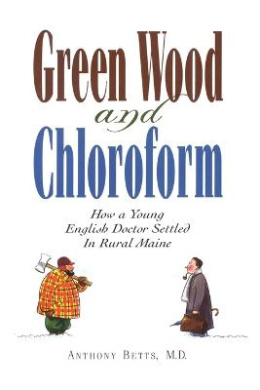 Green Wood
and
Chloroform
How a Young
English Doctor Settled
In Rural Maine
ANTHONY BETTS, M.D.